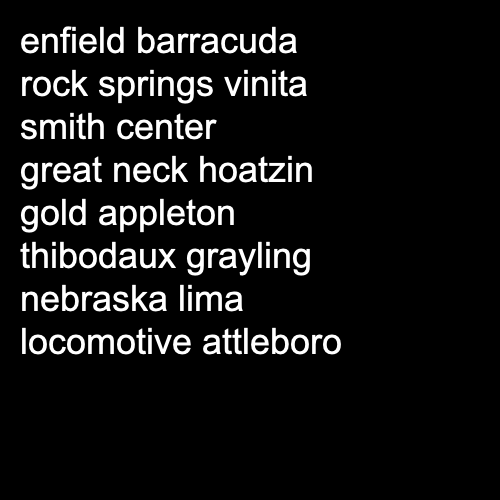 enfield barracuda
rock springs vinita
smith center
great neck hoatzin
gold appleton
thibodaux grayling
nebraska lima
locomotive attleboro